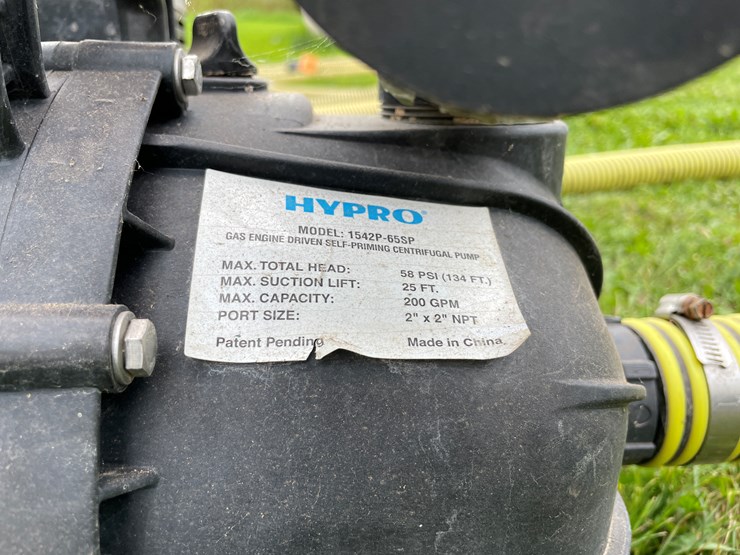 HYPRO®
MODEL: 1542P-65SP
GAS ENGINE DRIVEN SELF-PRIMING CENTRIFUGAL PUMP
MAX. TOTAL HEAD: 58 PSI (134 FT.)
MAX. SUCTION LIFT: 25 FT.
MAX. CAPACITY: 200 GPM
PORT SIZE: 2" x 2" NPT
Patent Pending Made in China